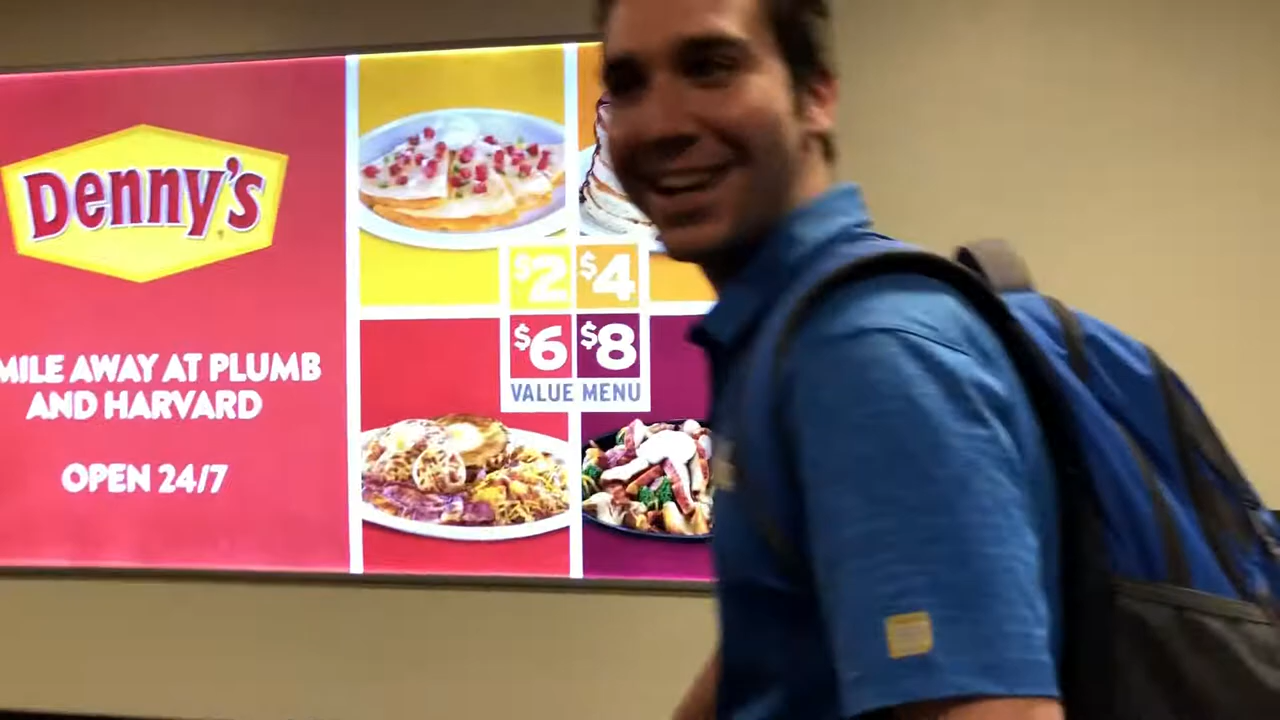 Denny's
MILE AWAY AT PLUMB
AND HARVARD
OPEN 24/7
$2 $4
$6 $8
VALUE MENU